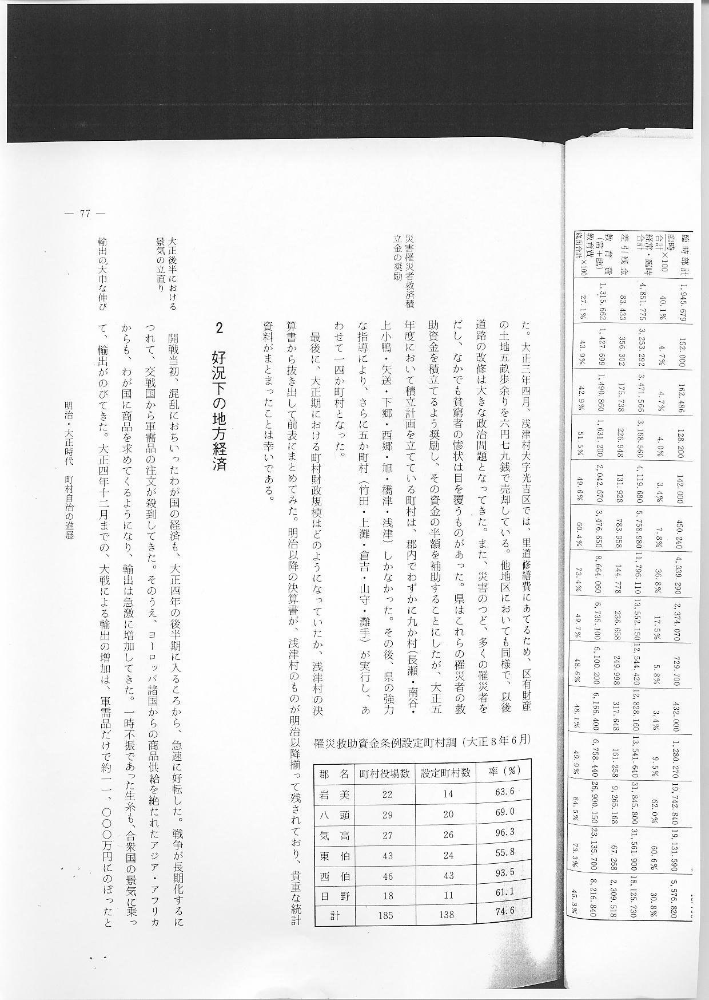 臨時部計 1,945.679 152.000 162.486 128.200 142.000 450.240 4,339.290 2,374.070 729.700 432.000 1,280.270 19,742.840 19,131.590 5,576.820
臨時/合計×100 40.1% 4.7% 4.7% 4.0% 3.4% 7.8% 36.8% 17.5% 5.8% 3.4% 9.5% 62.0% 60.6% 30.8%
経常・臨時合計 4,851.775 3,253.292 3,471.566 3,168.560 4,119.680 5,758.980 11,796.110 13,552.150 12,544.420 12,828.160 13,541.640 31,845.800 31,561.900 18,125.730
差引残金 83.433 356.302 175.738 226.948 131.928 783.958 144.778 236.658 249.998 317.648 161.258 9,265.168 67.268 2,309.518
教育費(常+臨) 1,315.662 1,427.699 1,490.860 1,631.200 2,042.670 3,476.650 8,664.060 6,735.100 6,100.200 6,166.400 6,758.440 26,900.150 23,135.700 8,216.840
教育費/歳出合計×100 27.1% 43.9% 42.9% 51.5% 49.6% 60.4% 73.4% 49.7% 48.6% 48.1% 49.9% 84.5% 73.3% 45.3%
た。大正三年四月、浅津村大字光吉区では、里道修繕費にあてるため、区有財産
の土地五畝歩余りを六円七九銭で売却している。他地区においても同様で、以後
道路の改修は大きな政治問題となってきた。また、災害のつど、多くの罹災者を
だし、なかでも貧窮者の惨状は目を覆うものがあった。県はこれらの罹災者の救
助資金を積立てるよう奨励し、その資金の半額を補助することにしたが、大正五
災害罹災者救済積
立金の奨励
年度において積立計画を立てている町村は、郡内でわずかに九か村(長瀬・南谷・
上小鴨・矢送・下郷・西郷・旭・橋津・浅津)しかなかった。その後、県の強力
な指導により、さらに五か町村(竹田・上灘・倉吉・山守・灘手)が実行し、あ
わせて一四か町村となった。
罹災救助資金条例設定町村調(大正8年6月)
郡名 町村役場数 設定町村数 率(%)
岩美 22 14 63.6
八頭 29 20 69.0
気高 27 26 96.3
東伯 43 24 55.8
西伯 46 43 93.5
日野 18 11 61.1
計 185 138 74.6
最後に、大正期における町村財政規模はどのようになっていたか、浅津村の決
算書から抜き出して前表にまとめてみた。明治以降の決算書が、浅津村のものが明治以降揃って残されており、貴重な統計
資料がまとまったことは幸いである。
2 好況下の地方経済
大正後半における
景気の立直り
開戦当初、混乱におちいったわが国の経済も、大正四年の後半期に入るころから、急速に好転した。戦争が長期化するに
つれて、交戦国から軍需品の注文が殺到してきた。そのうえ、ヨーロッパ諸国からの商品供給を絶たれたアジア・アフリカ
からも、わが国に商品を求めてくるようになり、輸出は急激に増加してきた。一時不振であった生糸も、合衆国の景気に乗っ
輸出の大巾な伸び
て、輸出がのびてきた。大正四年十二月までの、大戦による輸出の増加は、軍需品だけで約一一、〇〇〇万円にのぼったと
明治・大正時代 町村自治の進展
— 77 —